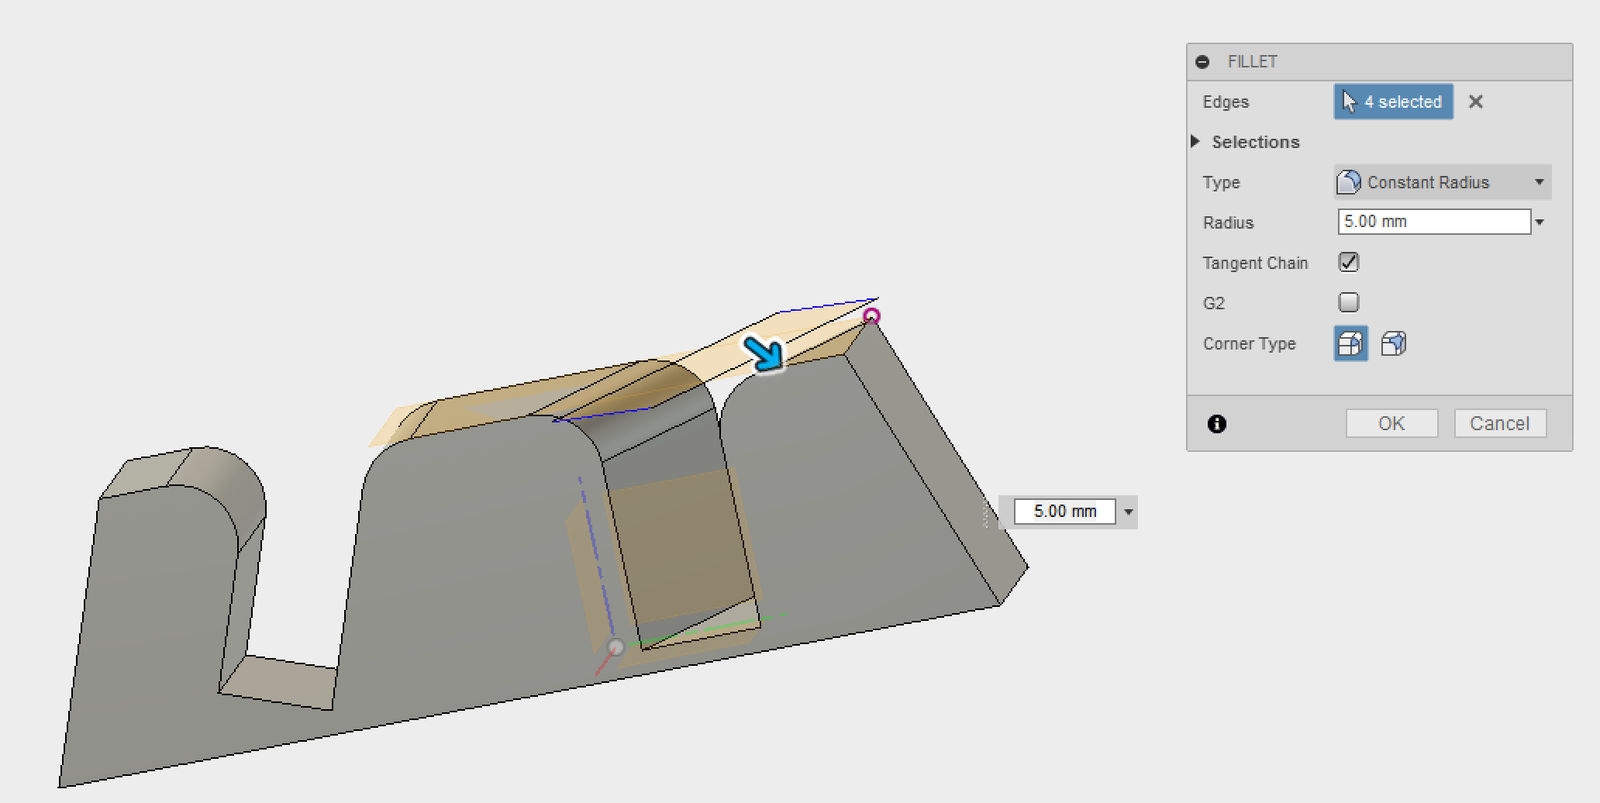 FILLET
Edges 4 selected
Selections
Type Constant Radius
Radius 5.00 mm
Tangent Chain
G2
Corner Type
OK Cancel
5.00 mm